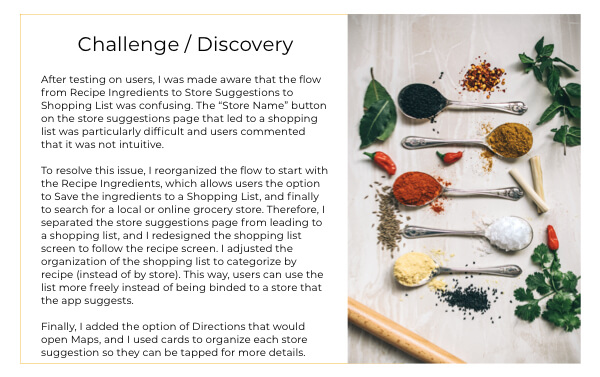 Challenge / Discovery
After testing on users, I was made aware that the flow
from Recipe Ingredients to Store Suggestions to
Shopping List was confusing. The “Store Name” button
on the store suggestions page that led to a shopping
list was particularly difficult and users commented
that it was not intuitive.
To resolve this issue, I reorganized the flow to start with
the Recipe Ingredients, which allows users the option
to Save the ingredients to a Shopping List, and finally
to search for a local or online grocery store. Therefore, I
separated the store suggestions page from leading to
a shopping list, and I redesigned the shopping list
screen to follow the recipe screen. I adjusted the
organization of the shopping list to categorize by
recipe (instead of by store). This way, users can use the
list more freely instead of being binded to a store that
the app suggests.
Finally, I added the option of Directions that would
open Maps, and I used cards to organize each store
suggestion so they can be tapped for more details.